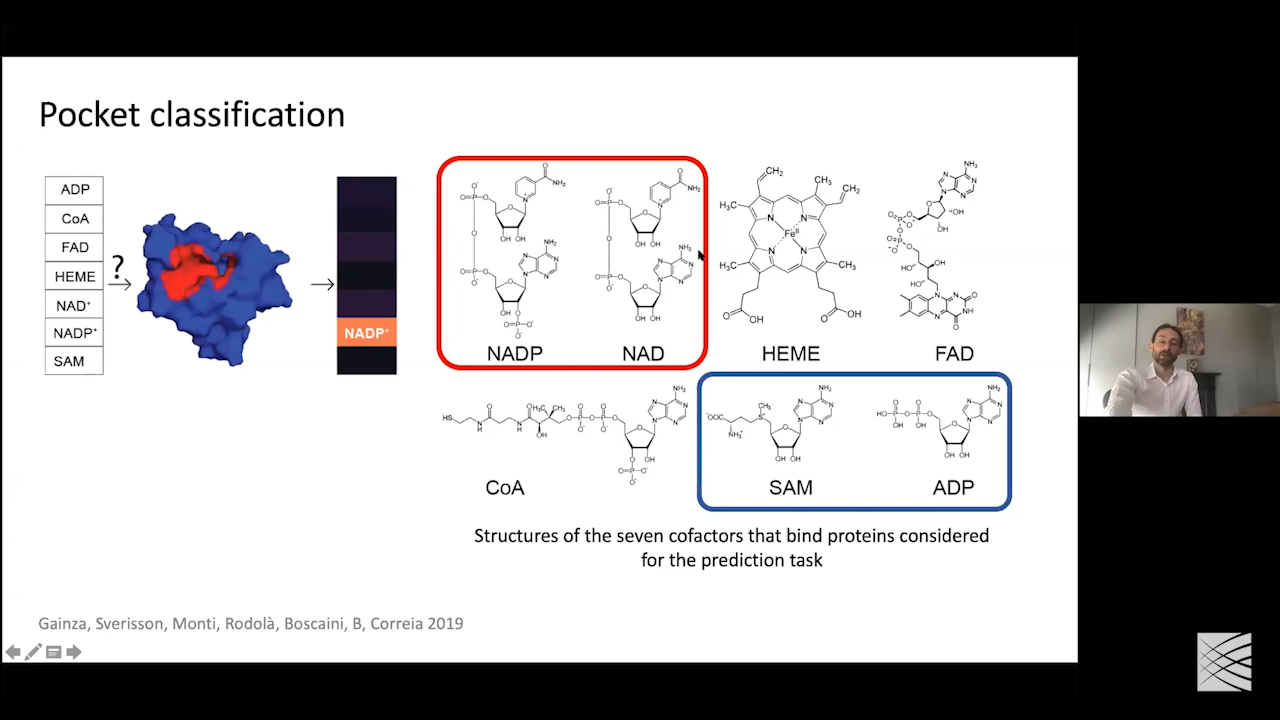 Pocket classification
ADP
CoA
FAD
HEME
NAD⁺
NADP⁺
SAM
?
NADP⁺
NADP
NAD
HEME
FAD
CoA
SAM
ADP
Structures of the seven cofactors that bind proteins considered
for the prediction task
Gainza, Sverisson, Monti, Rodolà, Boscaini, B, Correia 2019